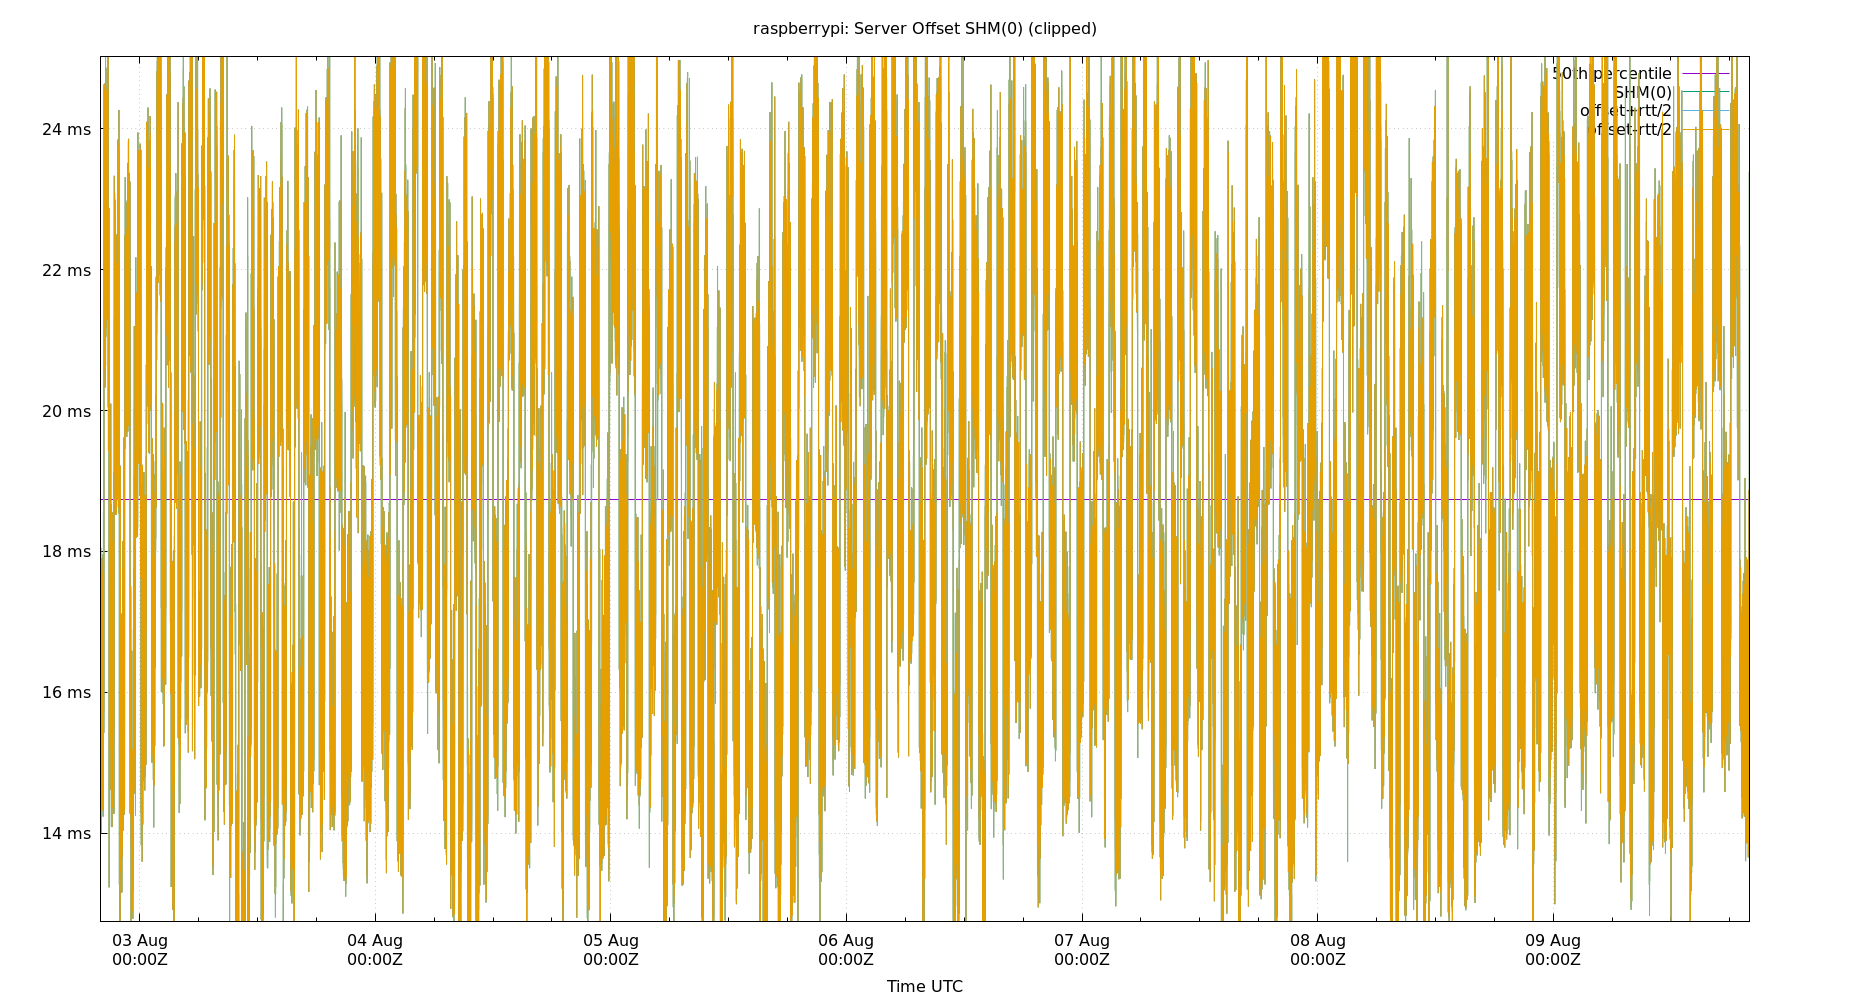 raspberrypi: Server Offset SHM(0) (clipped)
50th percentile
SHM(0)
offset+rtt/2
offset-rtt/2
24 ms
22 ms
20 ms
18 ms
16 ms
14 ms
03 Aug 04 Aug 05 Aug 06 Aug 07 Aug 08 Aug 09 Aug
00:00Z 00:00Z 00:00Z 00:00Z 00:00Z 00:00Z 00:00Z
Time UTC